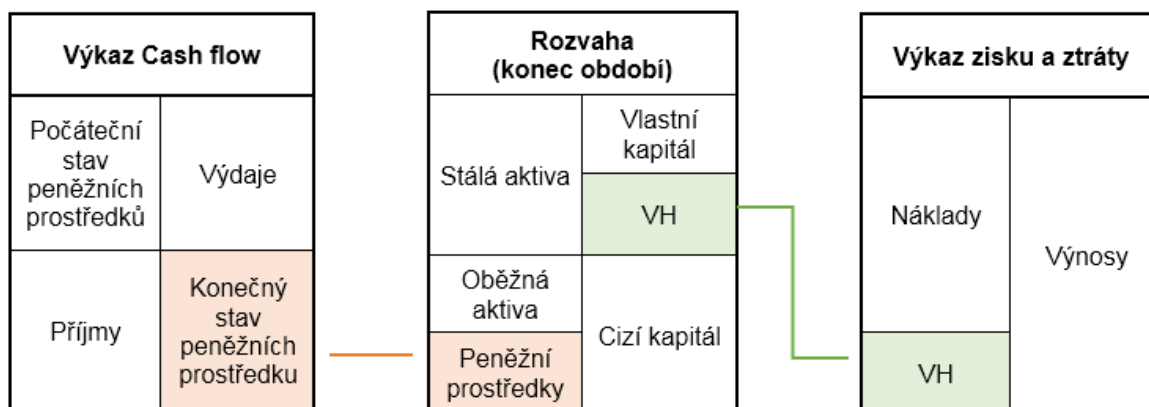 Výkaz Cash flow
Počáteční
stav
peněžních
prostředků
Výdaje
Příjmy
Konečný
stav
peněžních
prostředku
Rozvaha
(konec období)
Stálá aktiva
Vlastní
kapitál
VH
Oběžná
aktiva
Peněžní
prostředky
Cizí kapitál
Výkaz zisku a ztráty
Náklady
VH
Výnosy